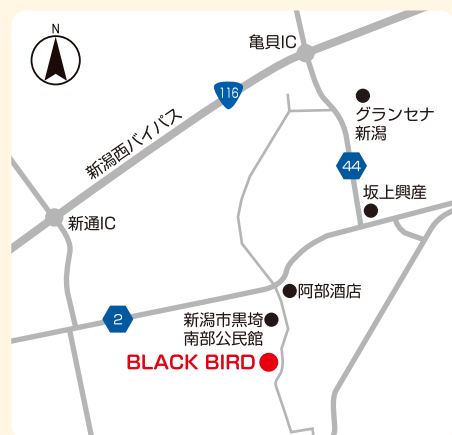 N
亀貝IC
116
新潟西バイパス
グランセナ
新潟
44
坂上興産
新通IC
阿部酒店
2
新潟市黒埼
南部公民館
BLACK BIRD